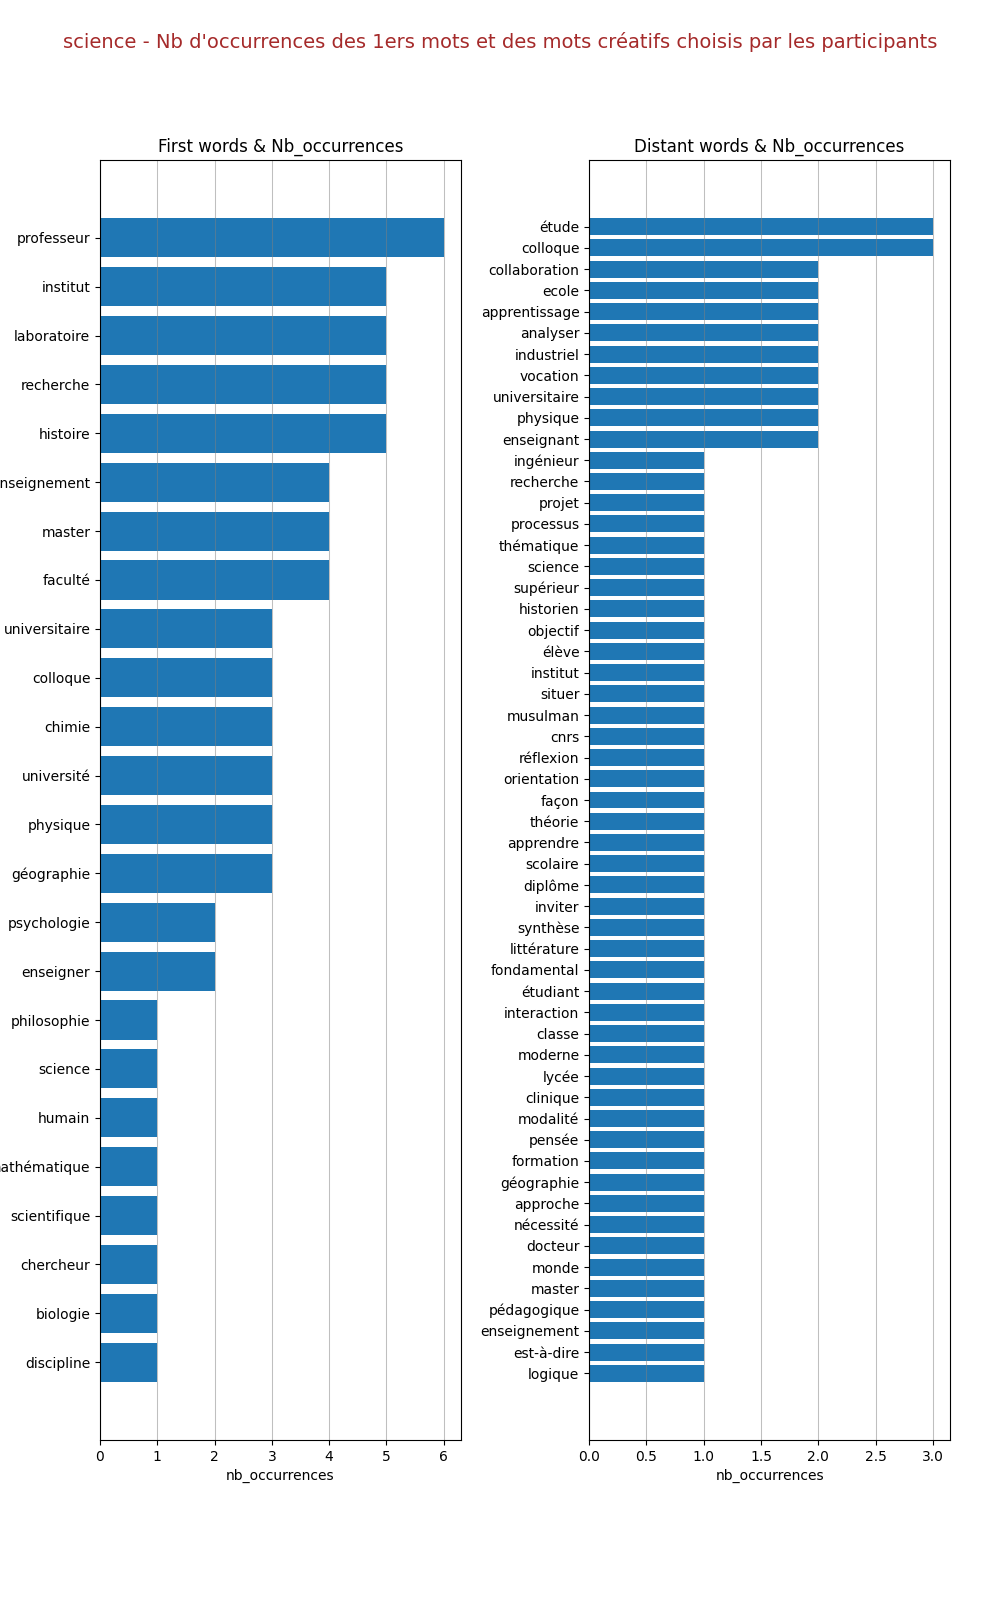 science - Nb d'occurrences des 1ers mots et des mots créatifs choisis par les participants
First words & Nb_occurrences
professeur
institut
laboratoire
recherche
histoire
nseignement
master
faculté
universitaire
colloque
chimie
université
physique
géographie
psychologie
enseigner
philosophie
science
humain
athématique
scientifique
chercheur
biologie
discipline
0 1 2 3 4 5 6
nb_occurrences
Distant words & Nb_occurrences
étude
colloque
collaboration
ecole
apprentissage
analyser
industriel
vocation
universitaire
physique
enseignant
ingénieur
recherche
projet
processus
thématique
science
supérieur
historien
objectif
élève
institut
situer
musulman
cnrs
réflexion
orientation
façon
théorie
apprendre
scolaire
diplôme
inviter
synthèse
littérature
fondamental
étudiant
interaction
classe
moderne
lycée
clinique
modalité
pensée
formation
géographie
approche
nécessité
docteur
monde
master
pédagogique
enseignement
est-à-dire
logique
0.0 0.5 1.0 1.5 2.0 2.5 3.0
nb_occurrences